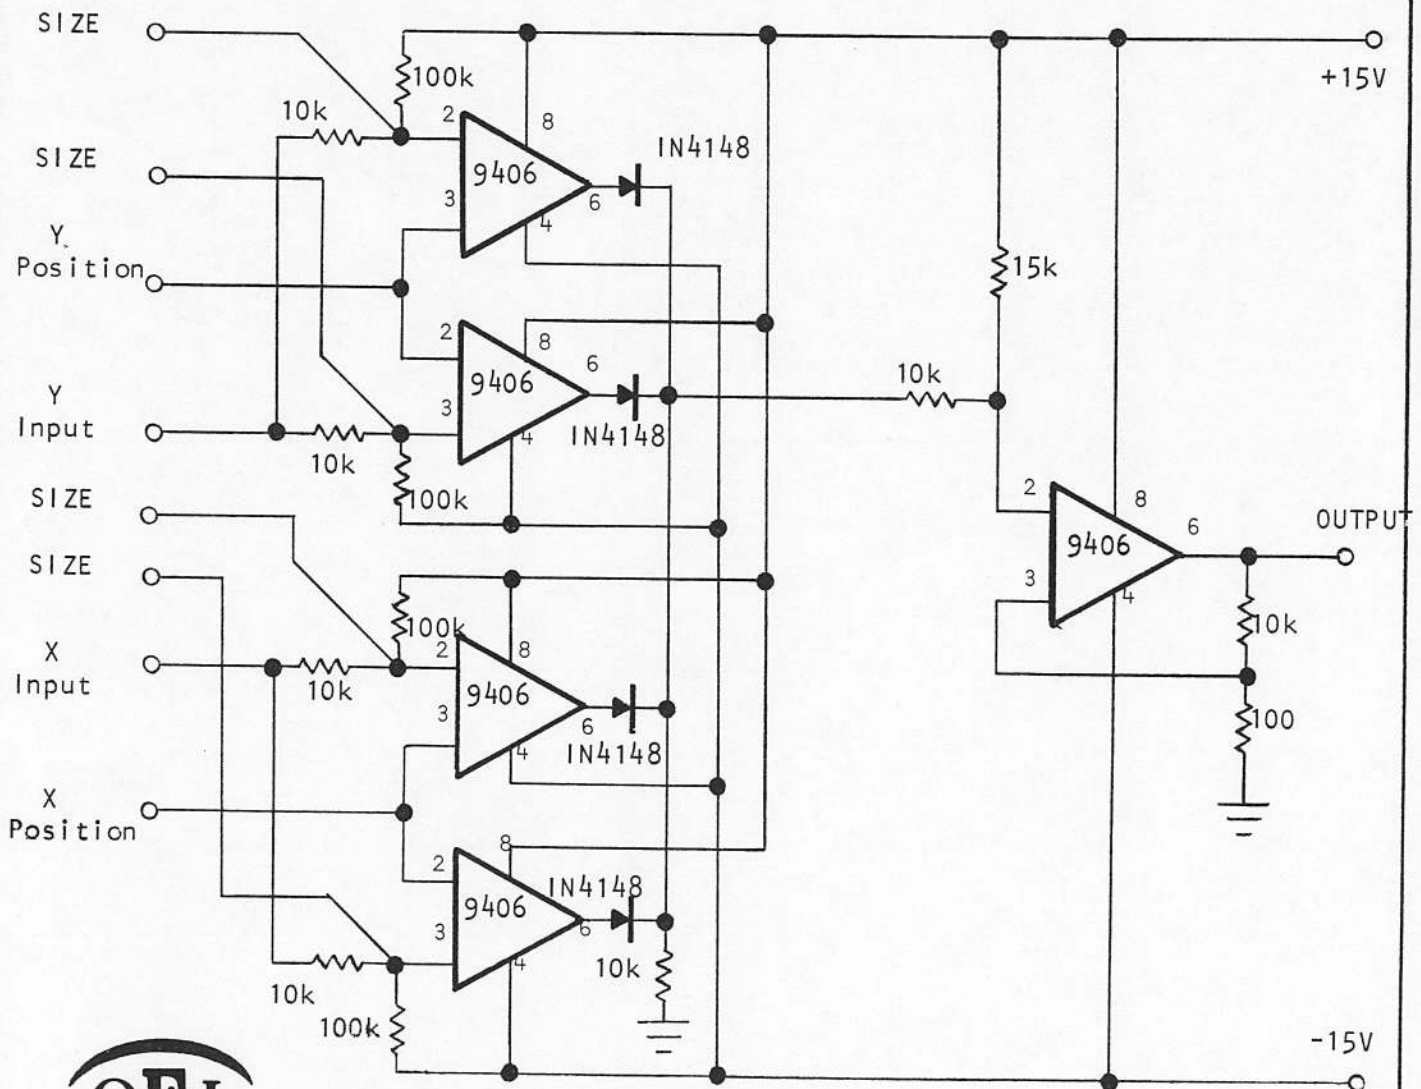 SIZE
100k
+15V
10k
2
8
IN4148
SIZE
9406
3
6
4
Y
Position
15k
2
8
6
10k
9406
Y
Input
3
IN4148
4
10k
SIZE
100k
2
8
6
OUTPUT
SIZE
9406
3
4
100k
10k
X
Input
2
8
10k
9406
3
6
4
IN4148
100
X
Position
8
2
IN4148
9406
3
6
4
10k
10k
100k
-15V
OEI